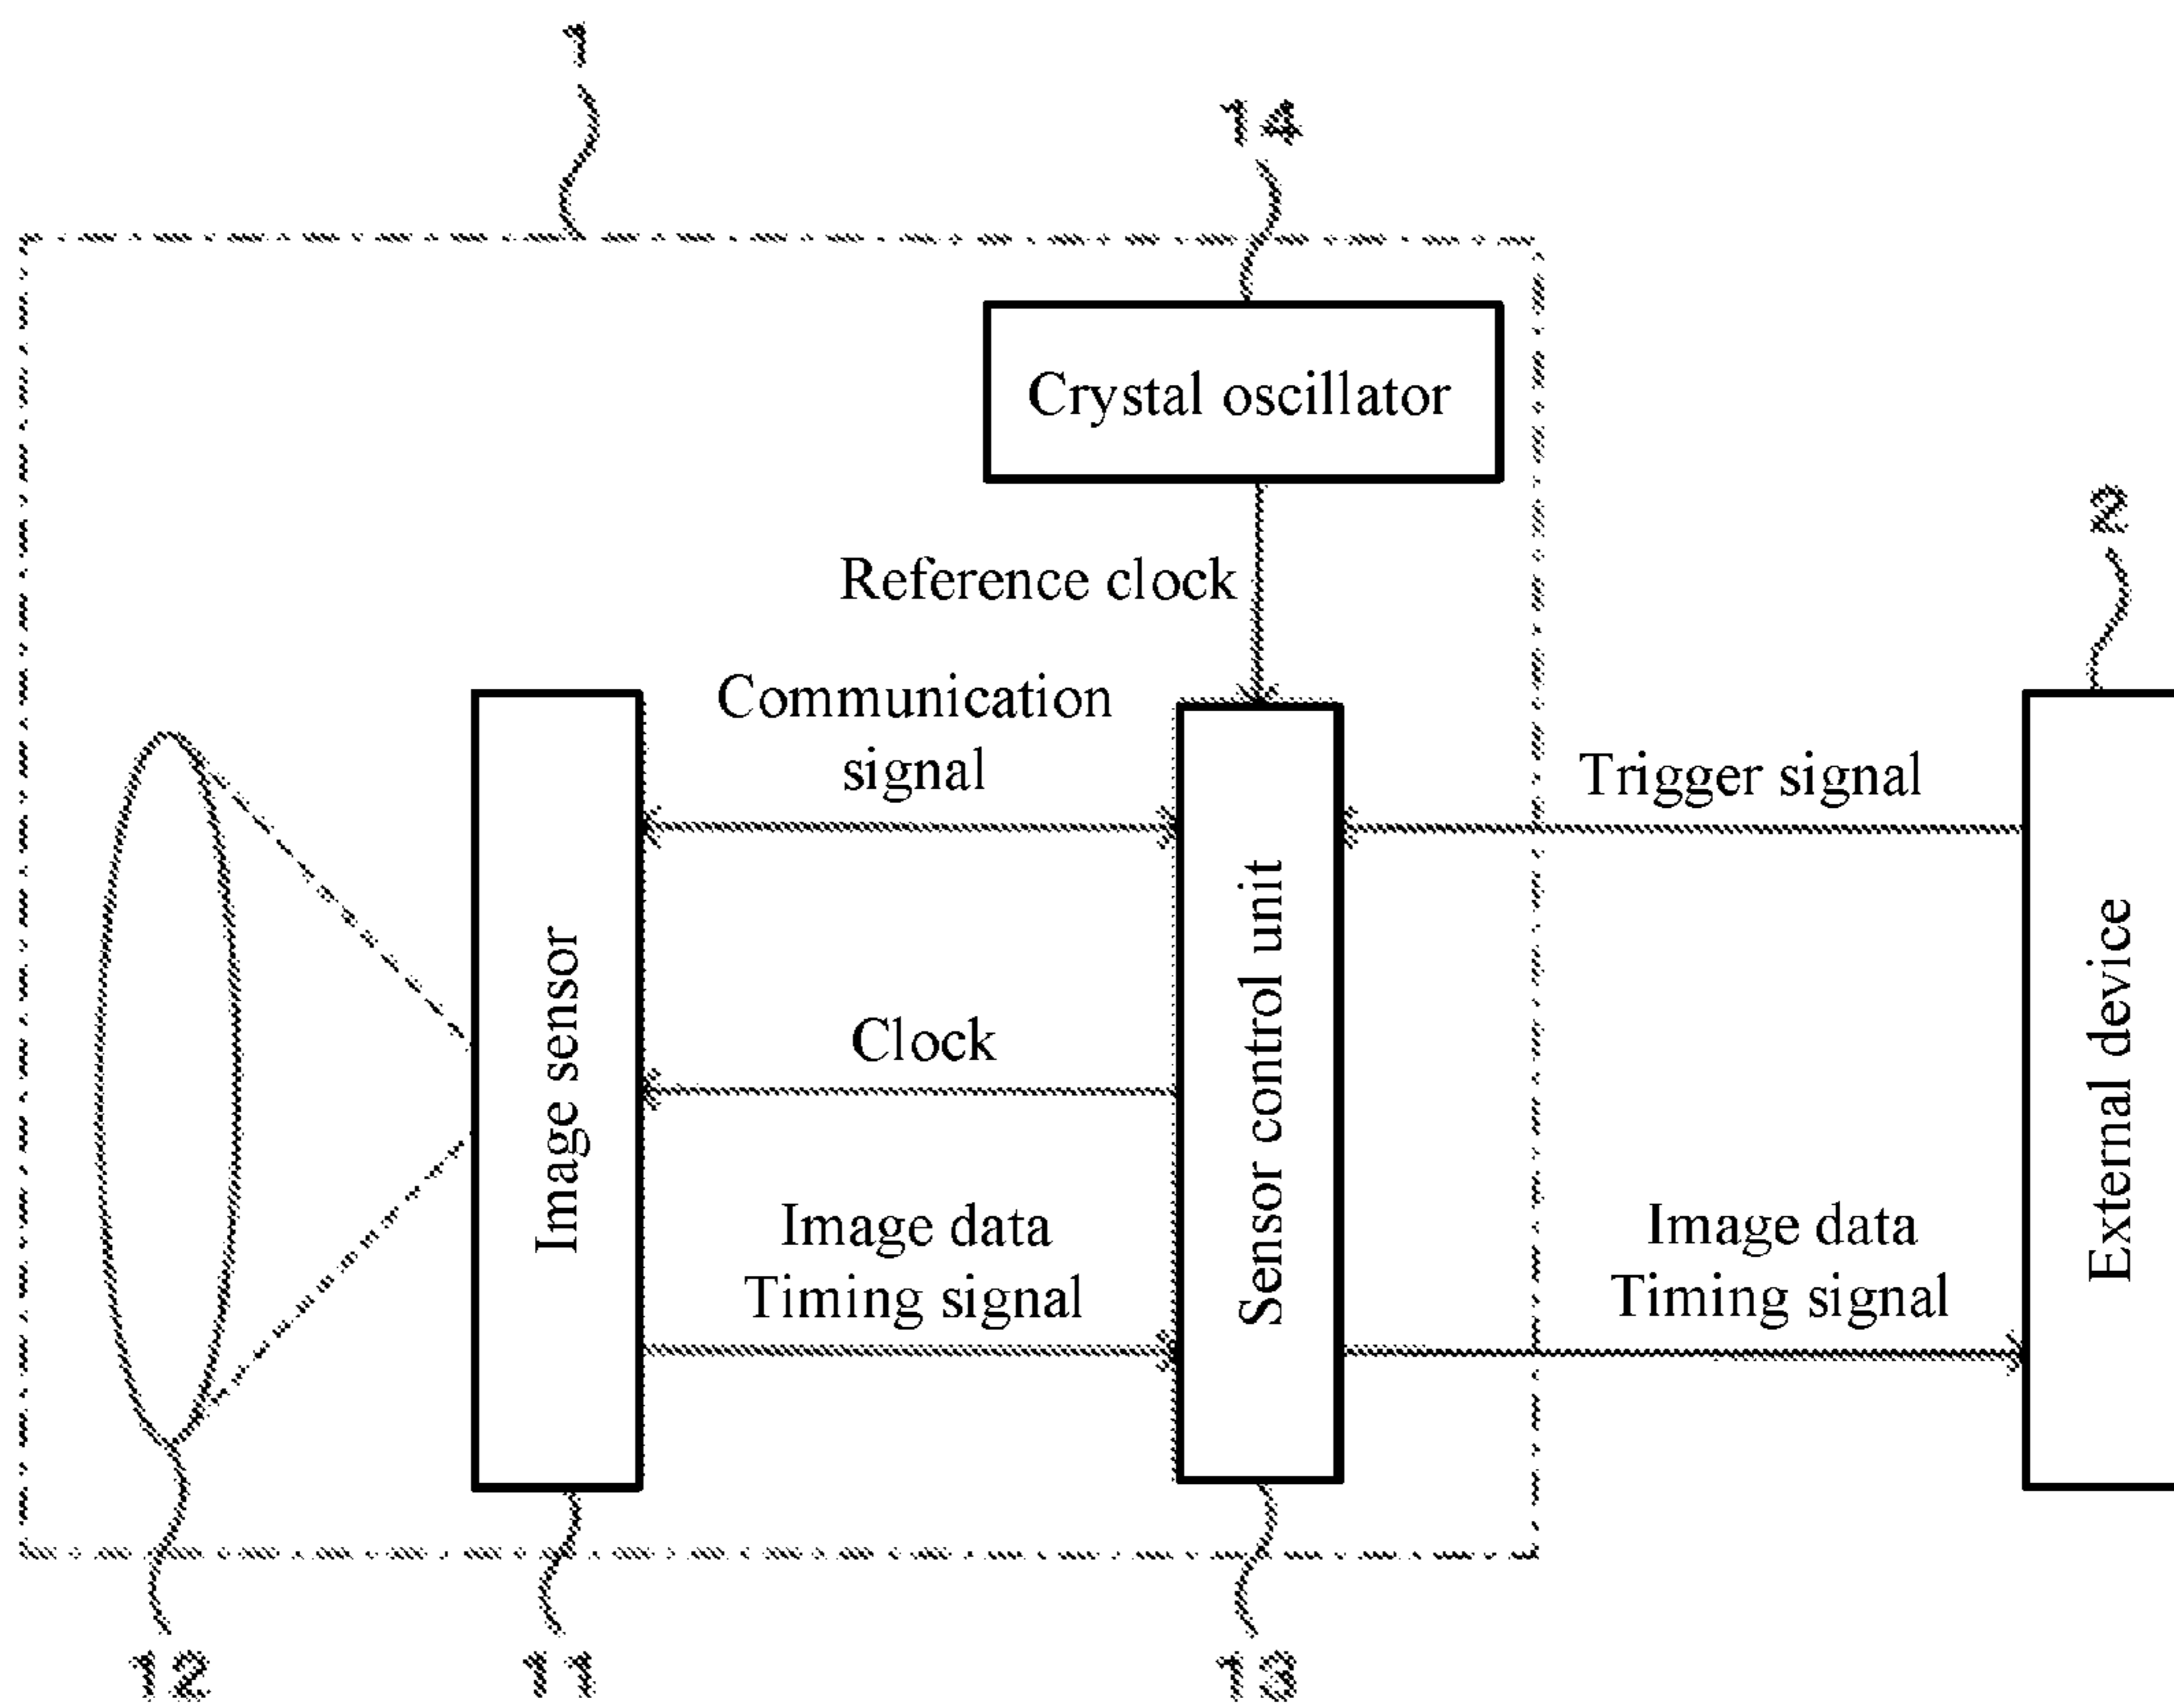 1
14
Crystal oscillator
2
Reference clock
Communication
signal
Trigger signal
Image sensor
Clock
Sensor control unit
External device
Image data
Timing signal
Image data
Timing signal
12
11
13